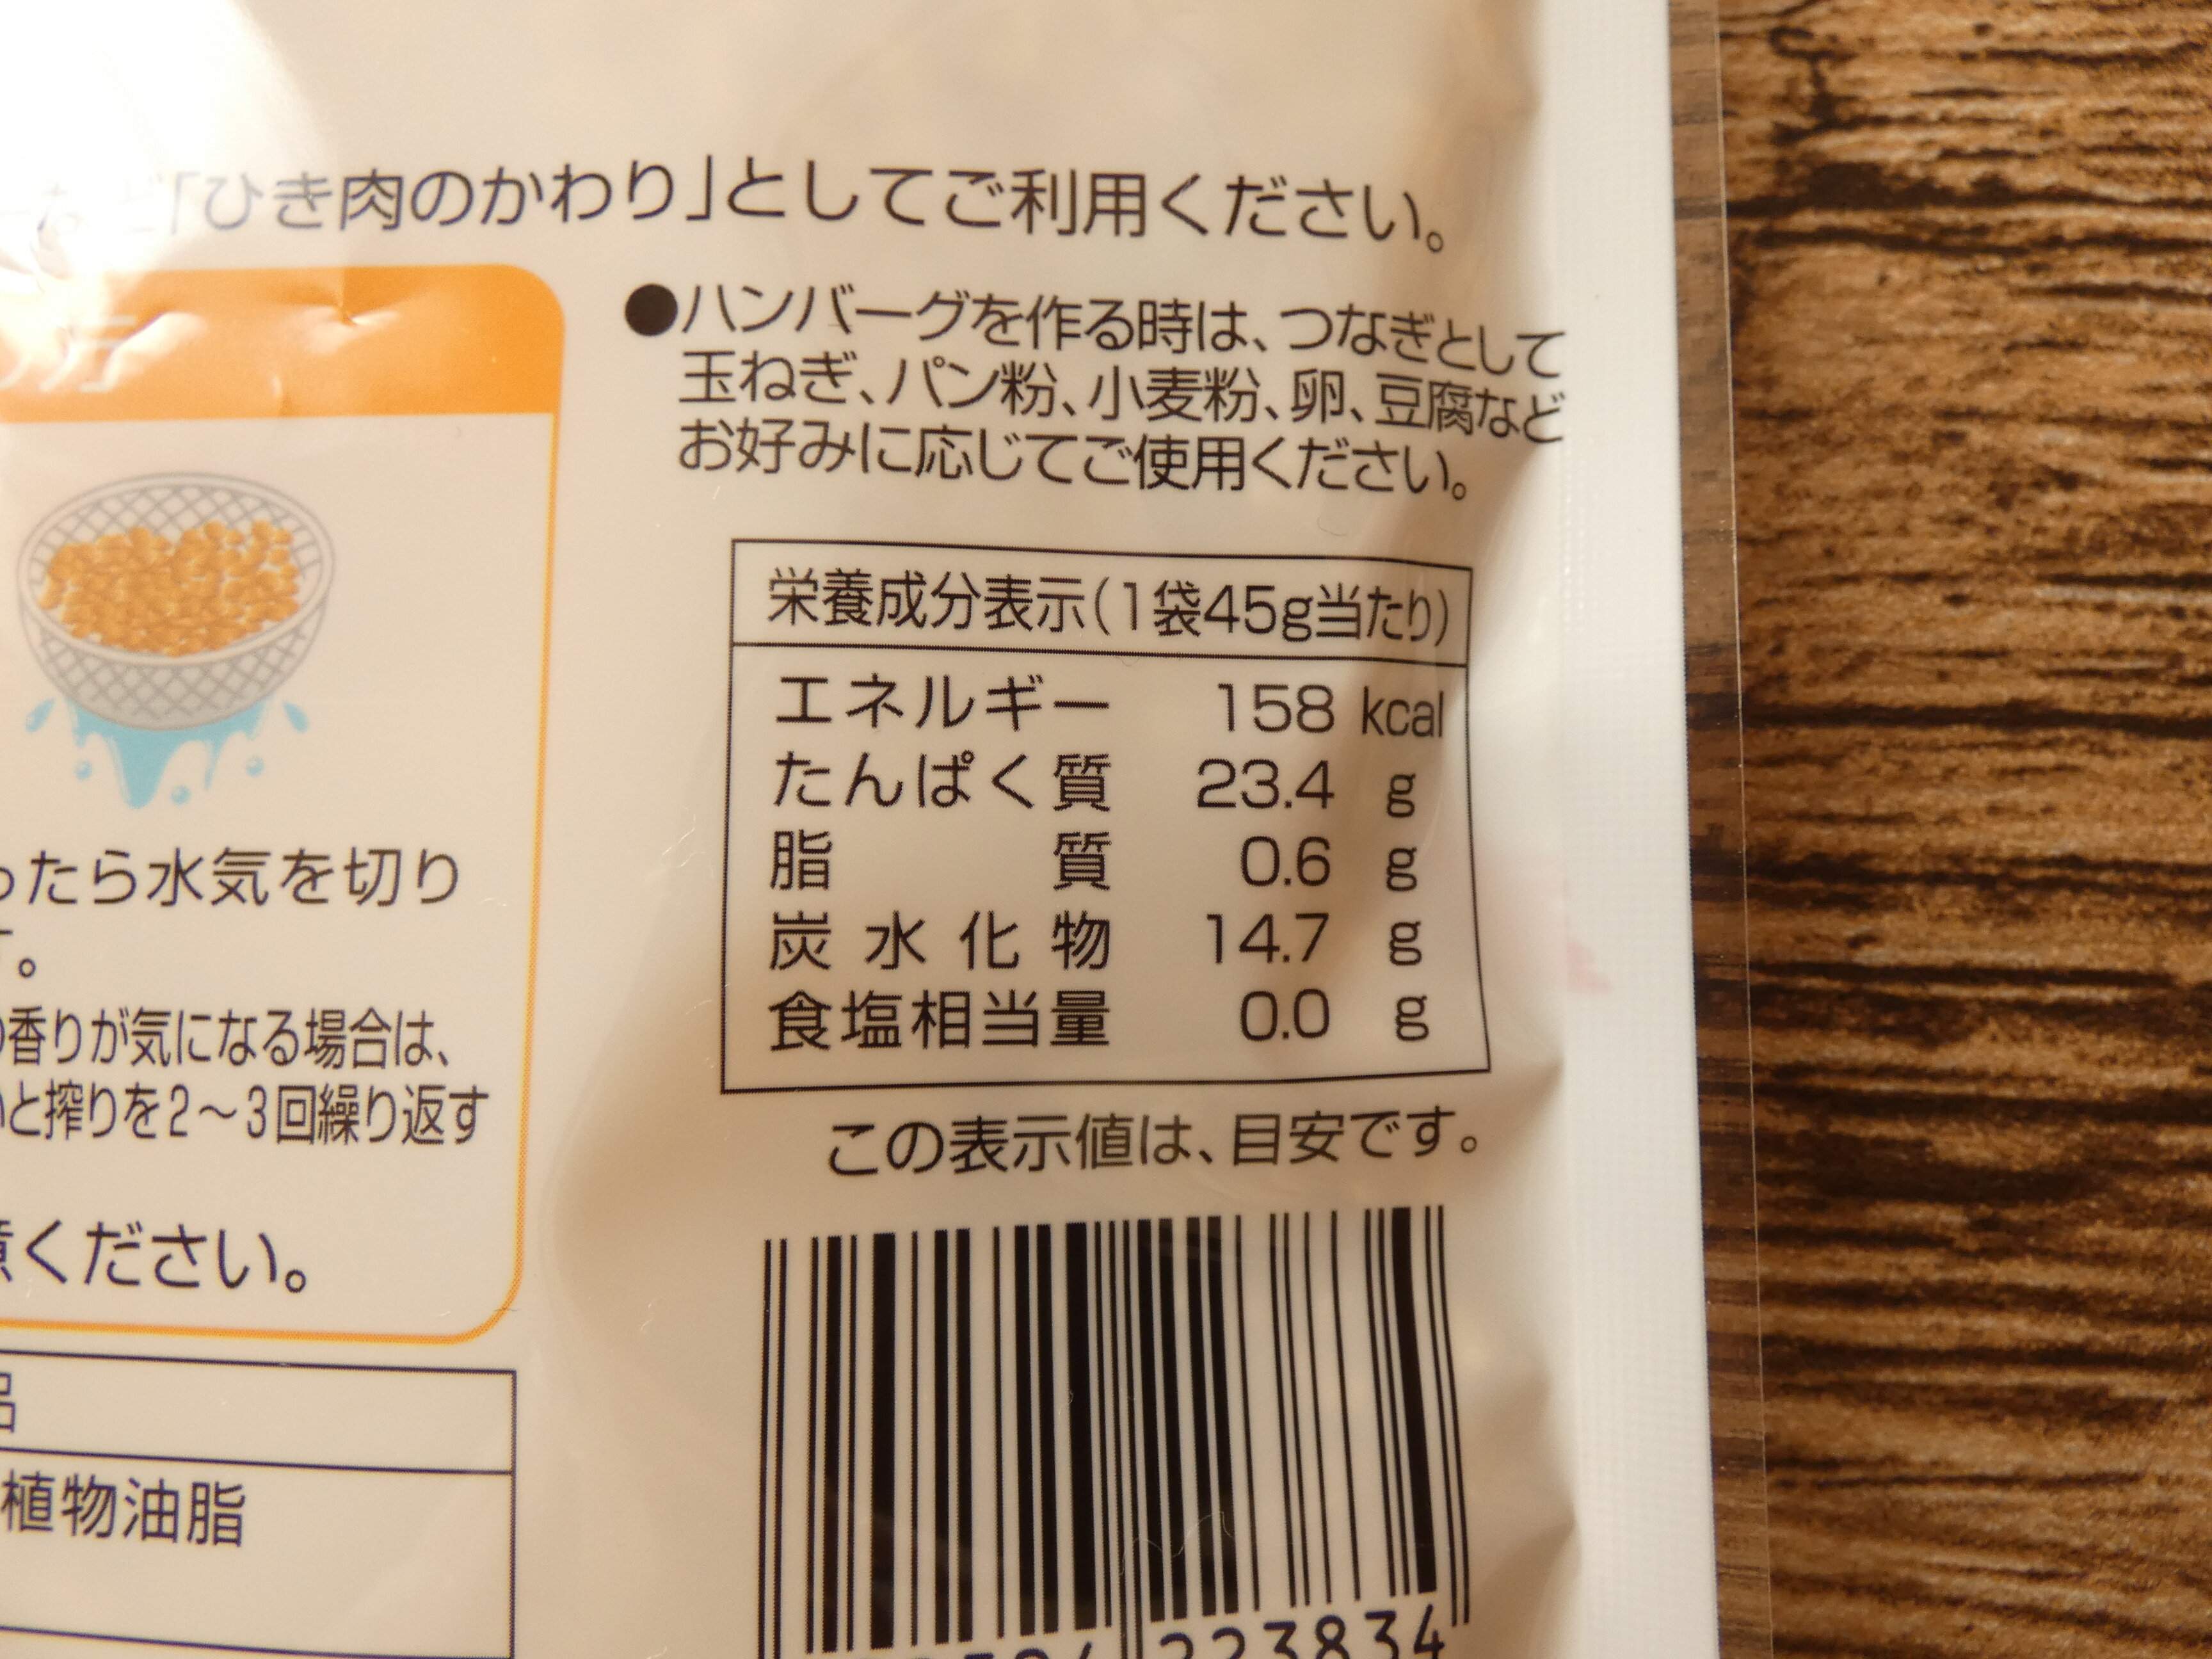 など「ひき肉のかわり」としてご利用ください。
●ハンバーグを作る時は、つなぎとして
玉ねぎ、パン粉、小麦粉、卵、豆腐など
お好みに応じてご使用ください。
ったら水気を切り
す。
の香りが気になる場合は、
いと搾りを2～3回繰り返す
意ください。
品
植物油脂
栄養成分表示(1袋45g当たり)
エネルギー 158 kcal
たんぱく質 23.4 g
脂質 0.6 g
炭水化物 14.7 g
食塩相当量 0.0 g
この表示値は、目安です。
223834